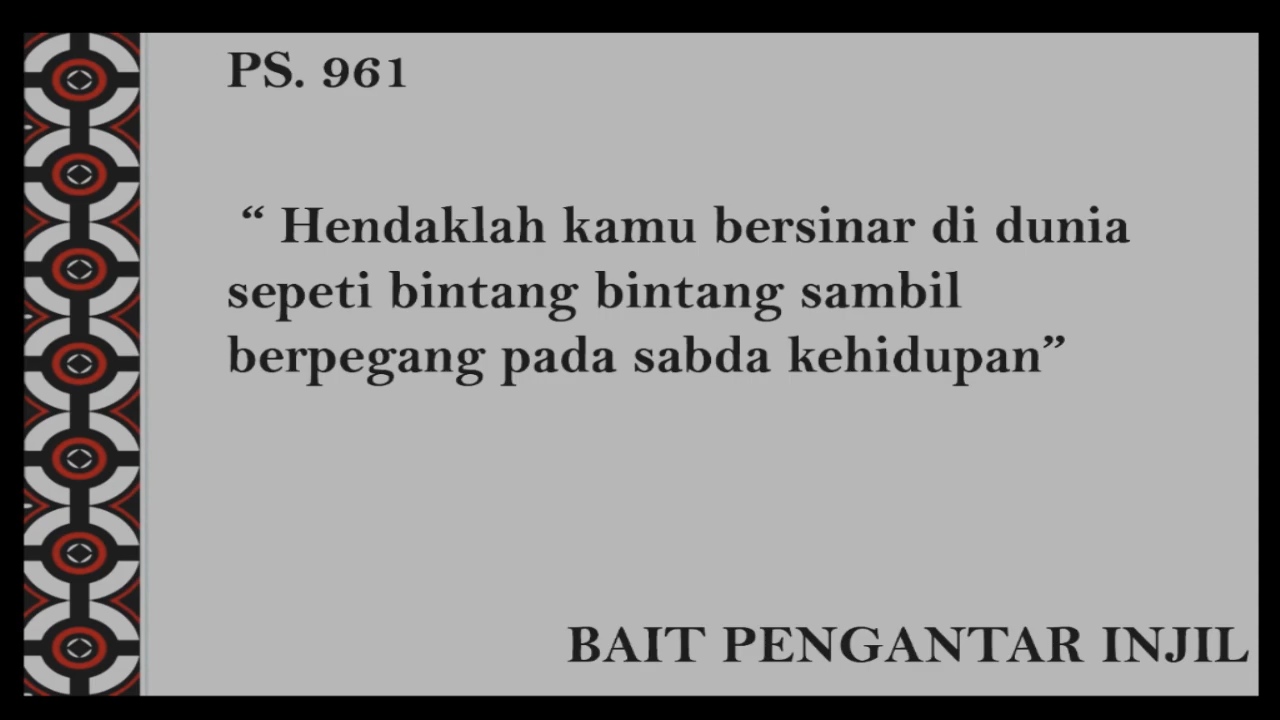 PS. 961
“ Hendaklah kamu bersinar di dunia
sepeti bintang bintang sambil
berpegang pada sabda kehidupan”
BAIT PENGANTAR INJIL